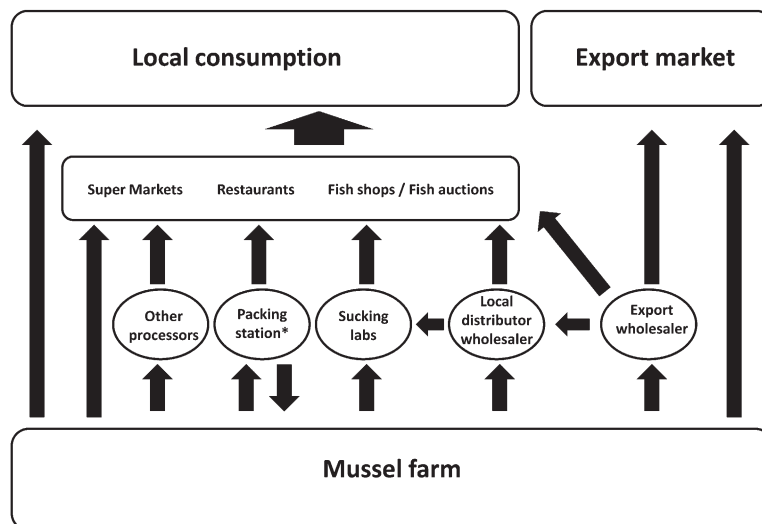 Local consumption
Export market
Super Markets
Restaurants
Fish shops / Fish auctions
Other
processors
Packing
station*
Sucking
labs
Local
distributor
wholesaler
Export
wholesaler
Mussel farm